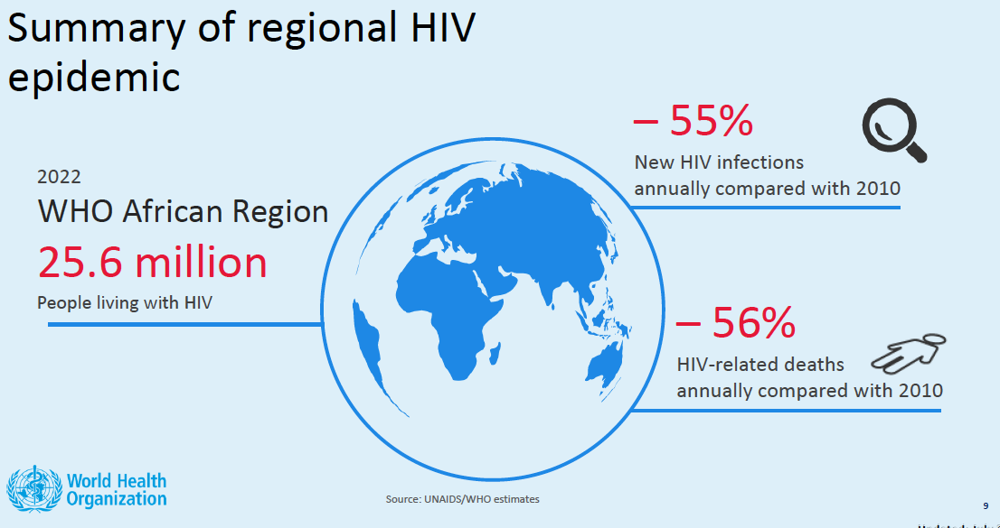 Summary of regional HIV
epidemic
2022
WHO African Region
25.6 million
People living with HIV
– 55%
New HIV infections
annually compared with 2010
– 56%
HIV-related deaths
annually compared with 2010
World Health
Organization
Source: UNAIDS/WHO estimates
9